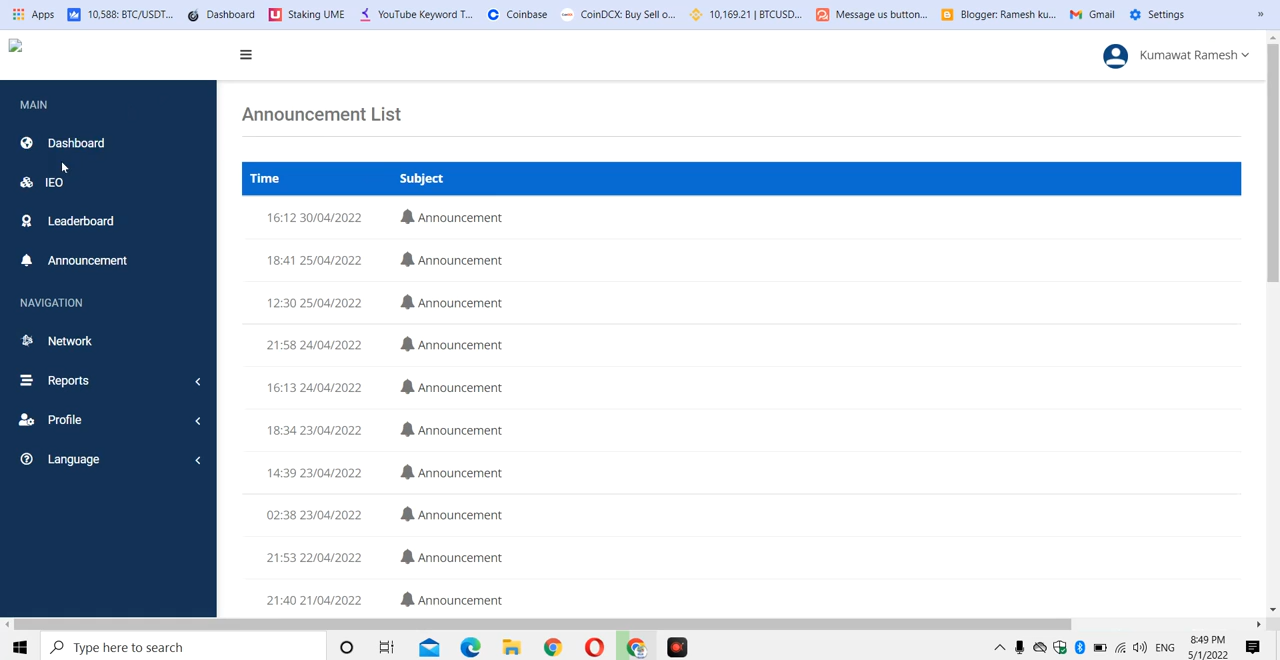 Apps 10,588: BTC/USDT... Dashboard Staking UME YouTube Keyword T... Coinbase CoinDCX: Buy Sell o... 10,169.21 | BTCUSD... Message us button... Blogger: Ramesh ku... Gmail Settings »
Kumawat Ramesh
MAIN
Dashboard
IEO
Leaderboard
Announcement
NAVIGATION
Network
Reports
Profile
Language
Announcement List
Time Subject
16:12 30/04/2022 Announcement
18:41 25/04/2022 Announcement
12:30 25/04/2022 Announcement
21:58 24/04/2022 Announcement
16:13 24/04/2022 Announcement
18:34 23/04/2022 Announcement
14:39 23/04/2022 Announcement
02:38 23/04/2022 Announcement
21:53 22/04/2022 Announcement
21:40 21/04/2022 Announcement
Type here to search
ENG
8:49 PM
5/1/2022